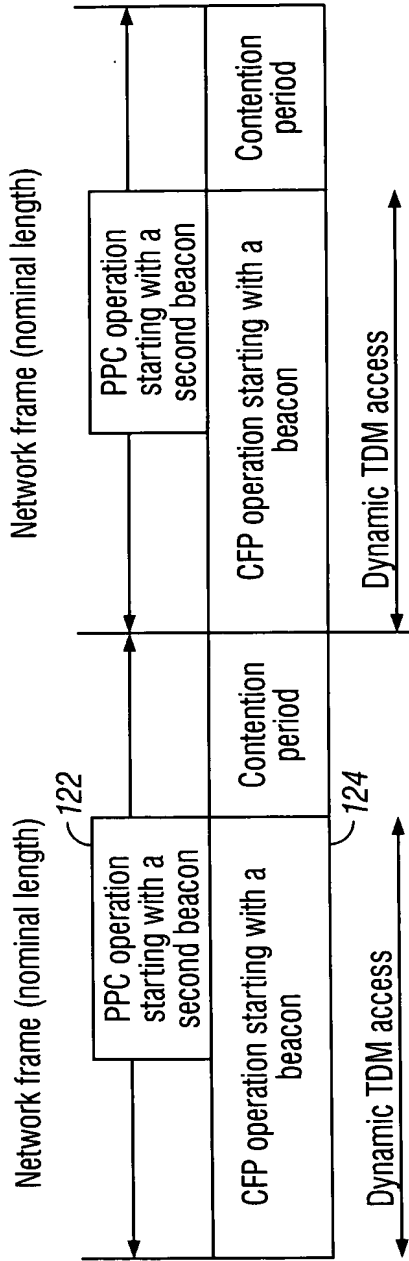 Network frame (nominal length)
Network frame (nominal length)
122
PPC operation
starting with a
second beacon
PPC operation
starting with a
second beacon
CFP operation starting with a
beacon
Contention
period
CFP operation starting with a
beacon
Contention
period
124
Dynamic TDM access
Dynamic TDM access